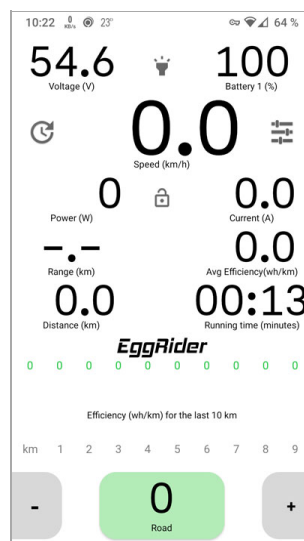 10:22 0 KB/s 23° 64 %
54.6 100
Voltage (V) Battery 1 (%)
0.0
Speed (km/h)
0 0.0
Power (W) Current (A)
-.- 0.0
Range (km) Avg Efficiency(wh/km)
0.0 00:13
Distance (km) Running time (minutes)
EggRider
0 0 0 0 0 0 0 0 0 0
Efficiency (wh/km) for the last 10 km
km 1 2 3 4 5 6 7 8 9
- 0 +
Road